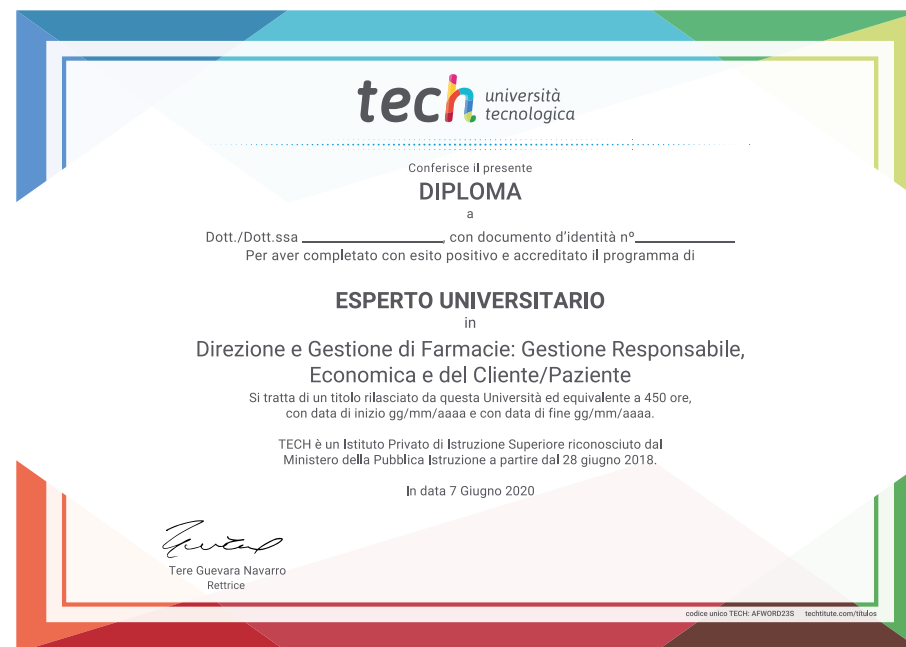 tech università
tecnologica
Conferisce il presente
DIPLOMA
a
Dott./Dott.ssa ____________________, con documento d'identità nº______________
Per aver completato con esito positivo e accreditato il programma di
ESPERTO UNIVERSITARIO
in
Direzione e Gestione di Farmacie: Gestione Responsabile,
Economica e del Cliente/Paziente
Si tratta di un titolo rilasciato da questa Università ed equivalente a 450 ore,
con data di inizio gg/mm/aaaa e con data di fine gg/mm/aaaa.
TECH è un Istituto Privato di Istruzione Superiore riconosciuto dal
Ministero della Pubblica Istruzione a partire dal 28 giugno 2018.
In data 7 Giugno 2020
Tere Guevara Navarro
Rettrice
codice unico TECH: AFWORD23S techtitute.com/titulos